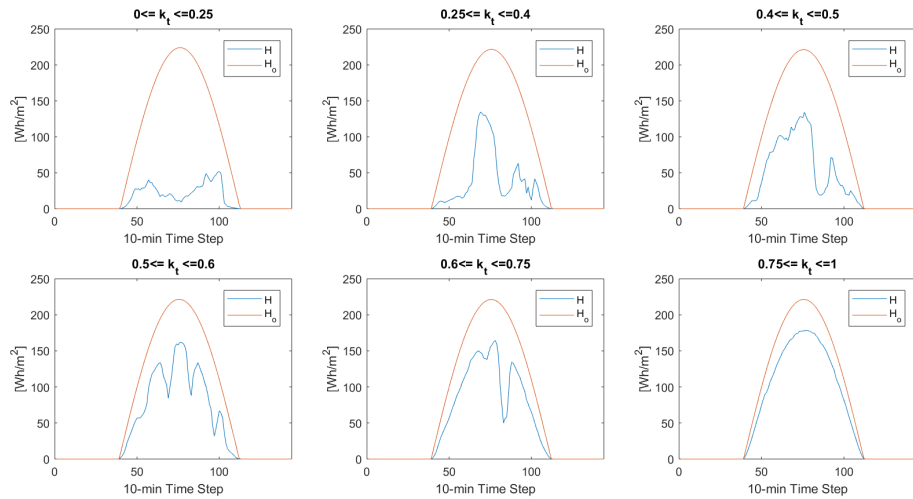 0<= k_t <=0.25
250
200
150
100
50
0
[Wh/m²]
0 50 100
10-min Time Step
H
H_o
0.25<= k_t <=0.4
250
200
150
100
50
0
[Wh/m²]
0 50 100
10-min Time Step
H
H_o
0.4<= k_t <=0.5
250
200
150
100
50
0
[Wh/m²]
0 50 100
10-min Time Step
H
H_o
0.5<= k_t <=0.6
250
200
150
100
50
0
[Wh/m²]
0 50 100
10-min Time Step
H
H_o
0.6<= k_t <=0.75
250
200
150
100
50
0
[Wh/m²]
0 50 100
10-min Time Step
H
H_o
0.75<= k_t <=1
250
200
150
100
50
0
[Wh/m²]
0 50 100
10-min Time Step
H
H_o